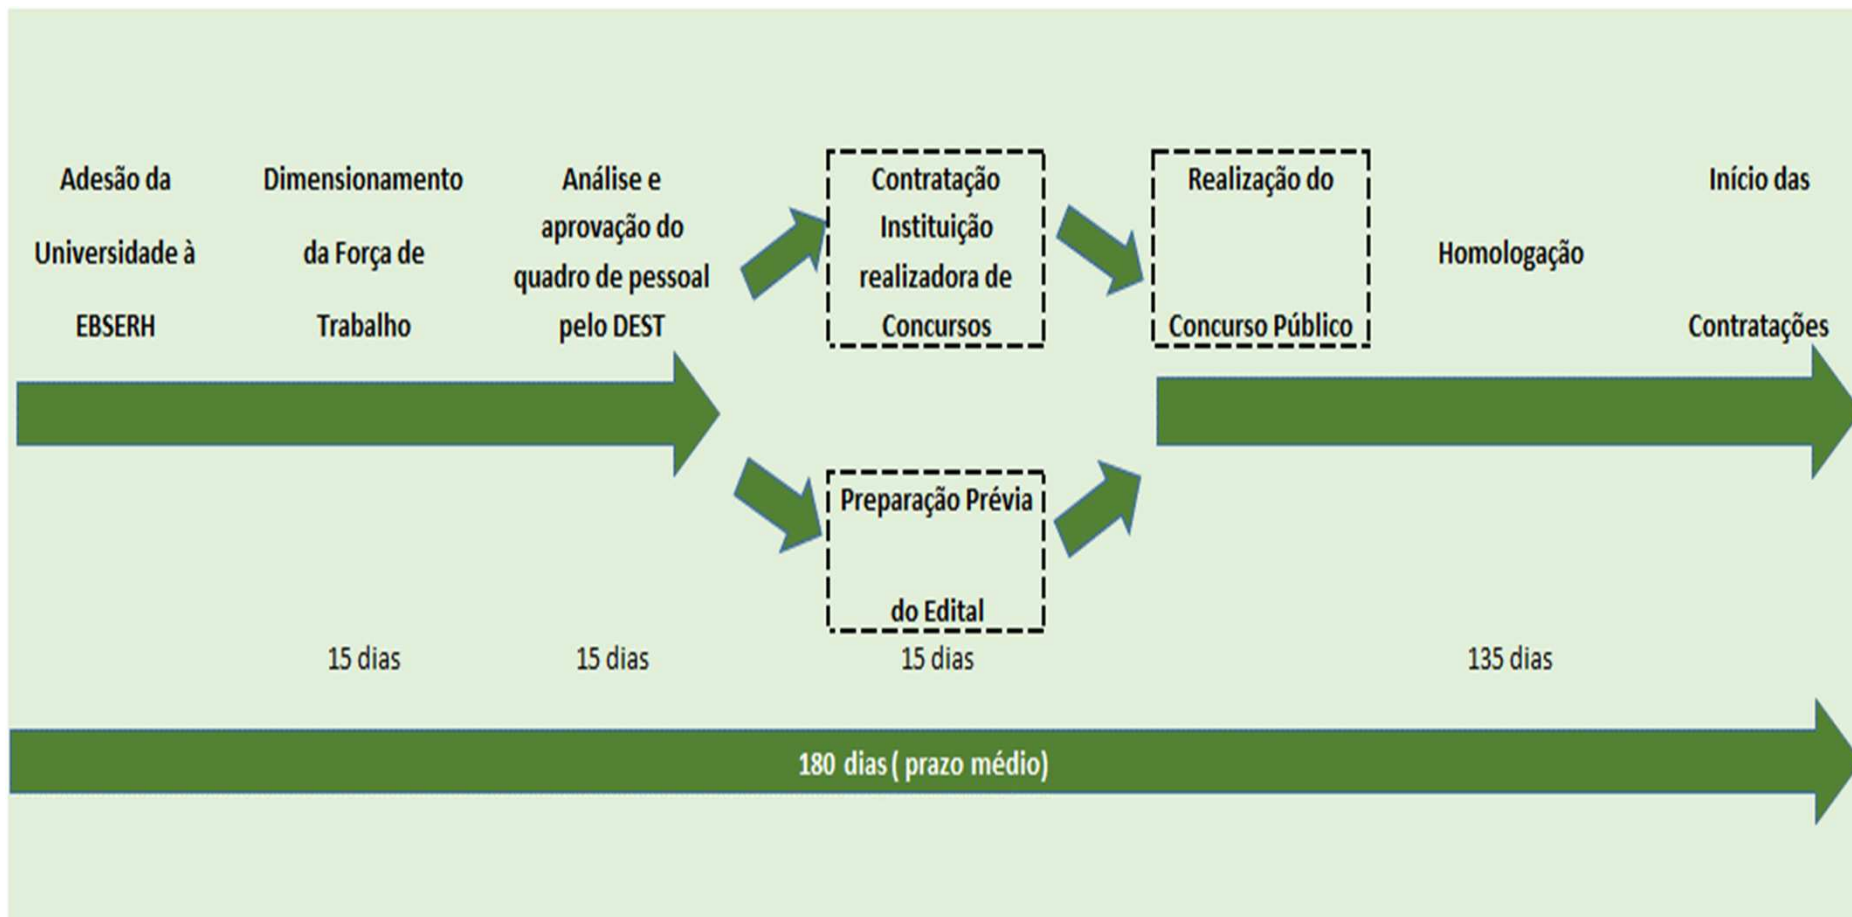 Adesão da
Universidade à
EBSERH
Dimensionamento
da Força de
Trabalho
Análise e
aprovação do
quadro de pessoal
pelo DEST
Contratação
Instituição
realizadora de
Concursos
Preparação Prévia
do Edital
Realização do
Concurso Público
Homologação
Início das
Contratações
15 dias
15 dias
15 dias
135 dias
180 dias ( prazo médio)